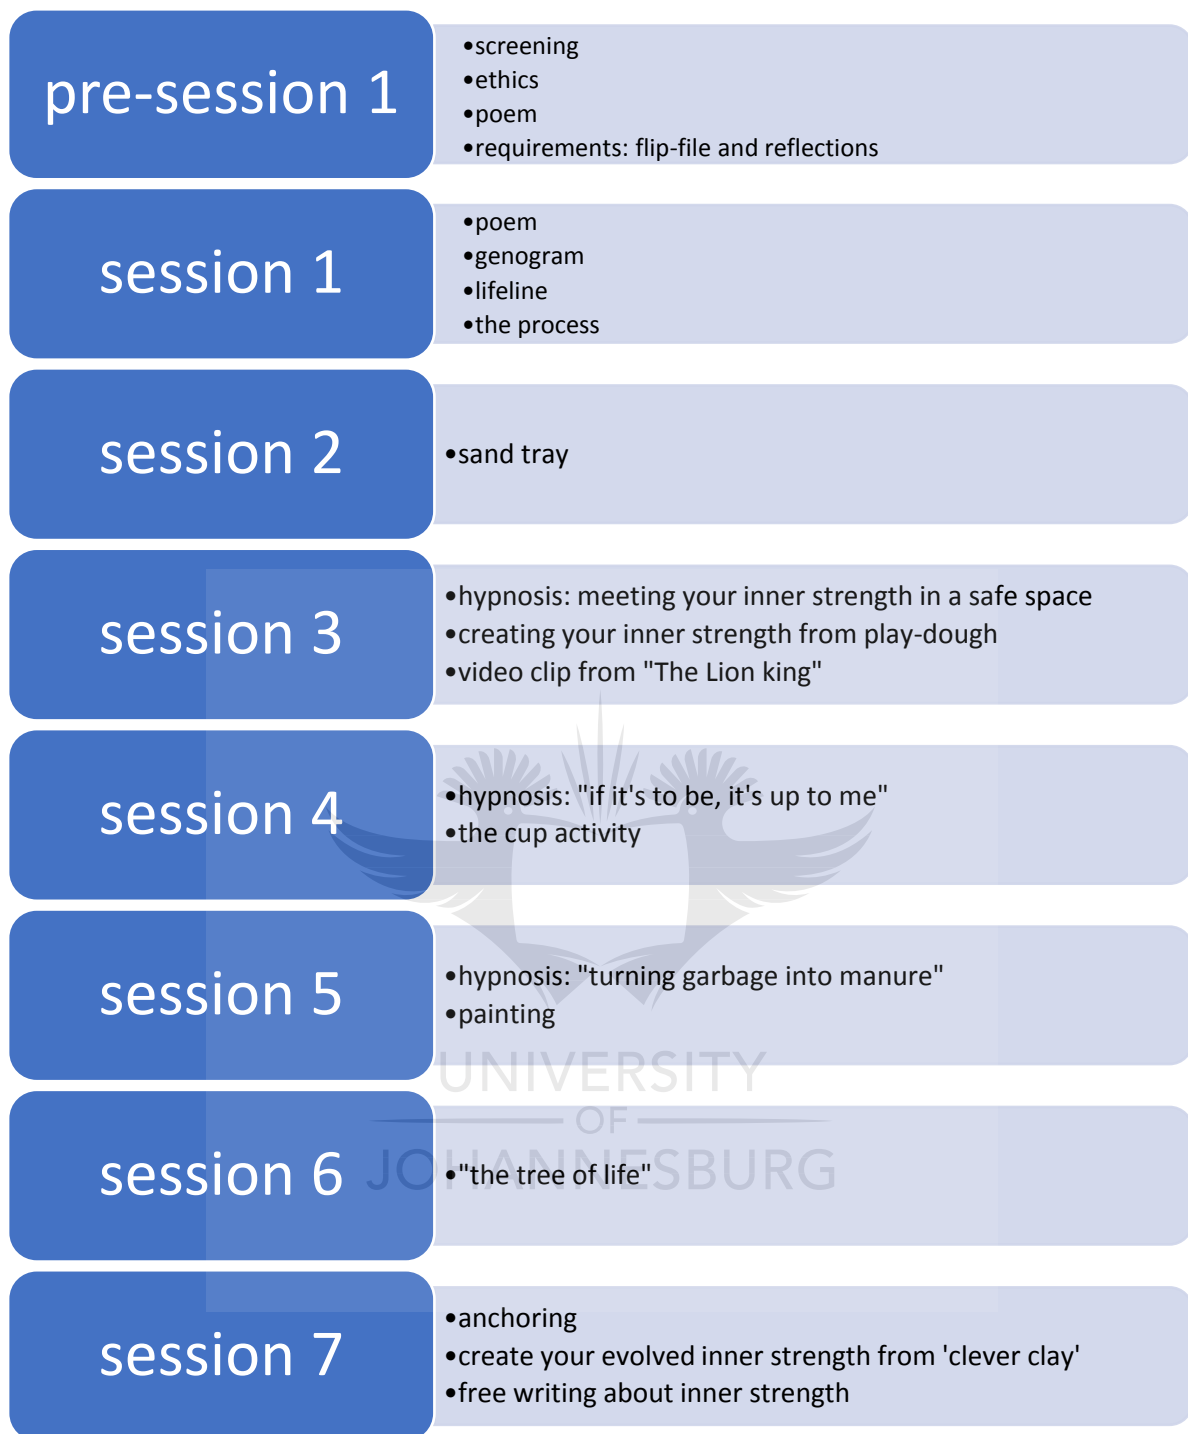 pre-session 1
•screening
•ethics
•poem
•requirements: flip-file and reflections
session 1
•poem
•genogram
•lifeline
•the process
session 2
•sand tray
session 3
•hypnosis: meeting your inner strength in a safe space
•creating your inner strength from play-dough
•video clip from "The Lion king"
session 4
•hypnosis: "if it's to be, it's up to me"
•the cup activity
session 5
•hypnosis: "turning garbage into manure"
•painting
UNIVERSITY
OF
JOHANNESBURG
session 6
•"the tree of life"
session 7
•anchoring
•create your evolved inner strength from 'clever clay'
•free writing about inner strength